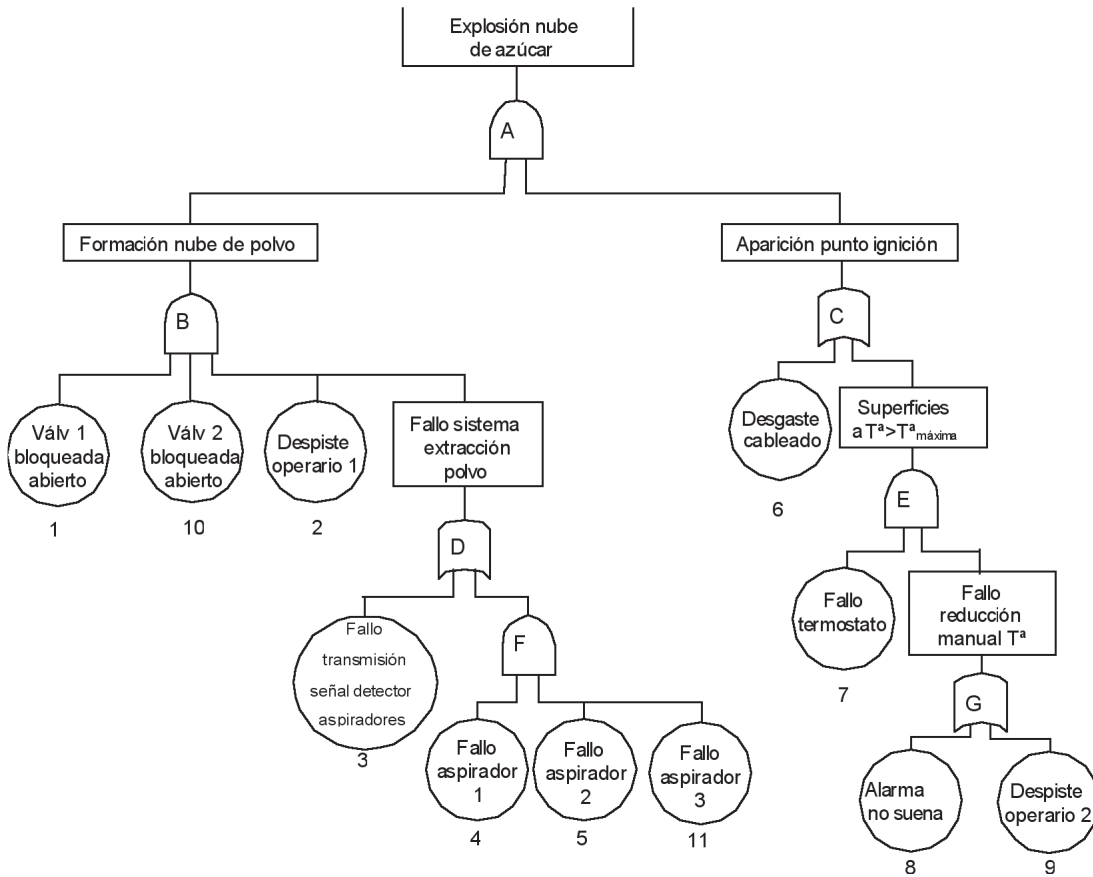 Explosión nube
de azúcar
A
Formación nube de polvo
Aparición punto ignición
B
C
Válv 1
bloqueada
abierto
1
Válv 2
bloqueada
abierto
10
Despiste
operario 1
2
Fallo sistema
extracción
polvo
Desgaste
cableado
6
Superficies
a Tª>Tªmáxima
D
E
Fallo
transmisión
señal detector
aspiradores
3
F
Fallo
termostato
7
Fallo
reducción
manual Tª
G
Fallo
aspirador
1
4
Fallo
aspirador
2
5
Fallo
aspirador
3
11
Alarma
no suena
8
Despiste
operario 2
9